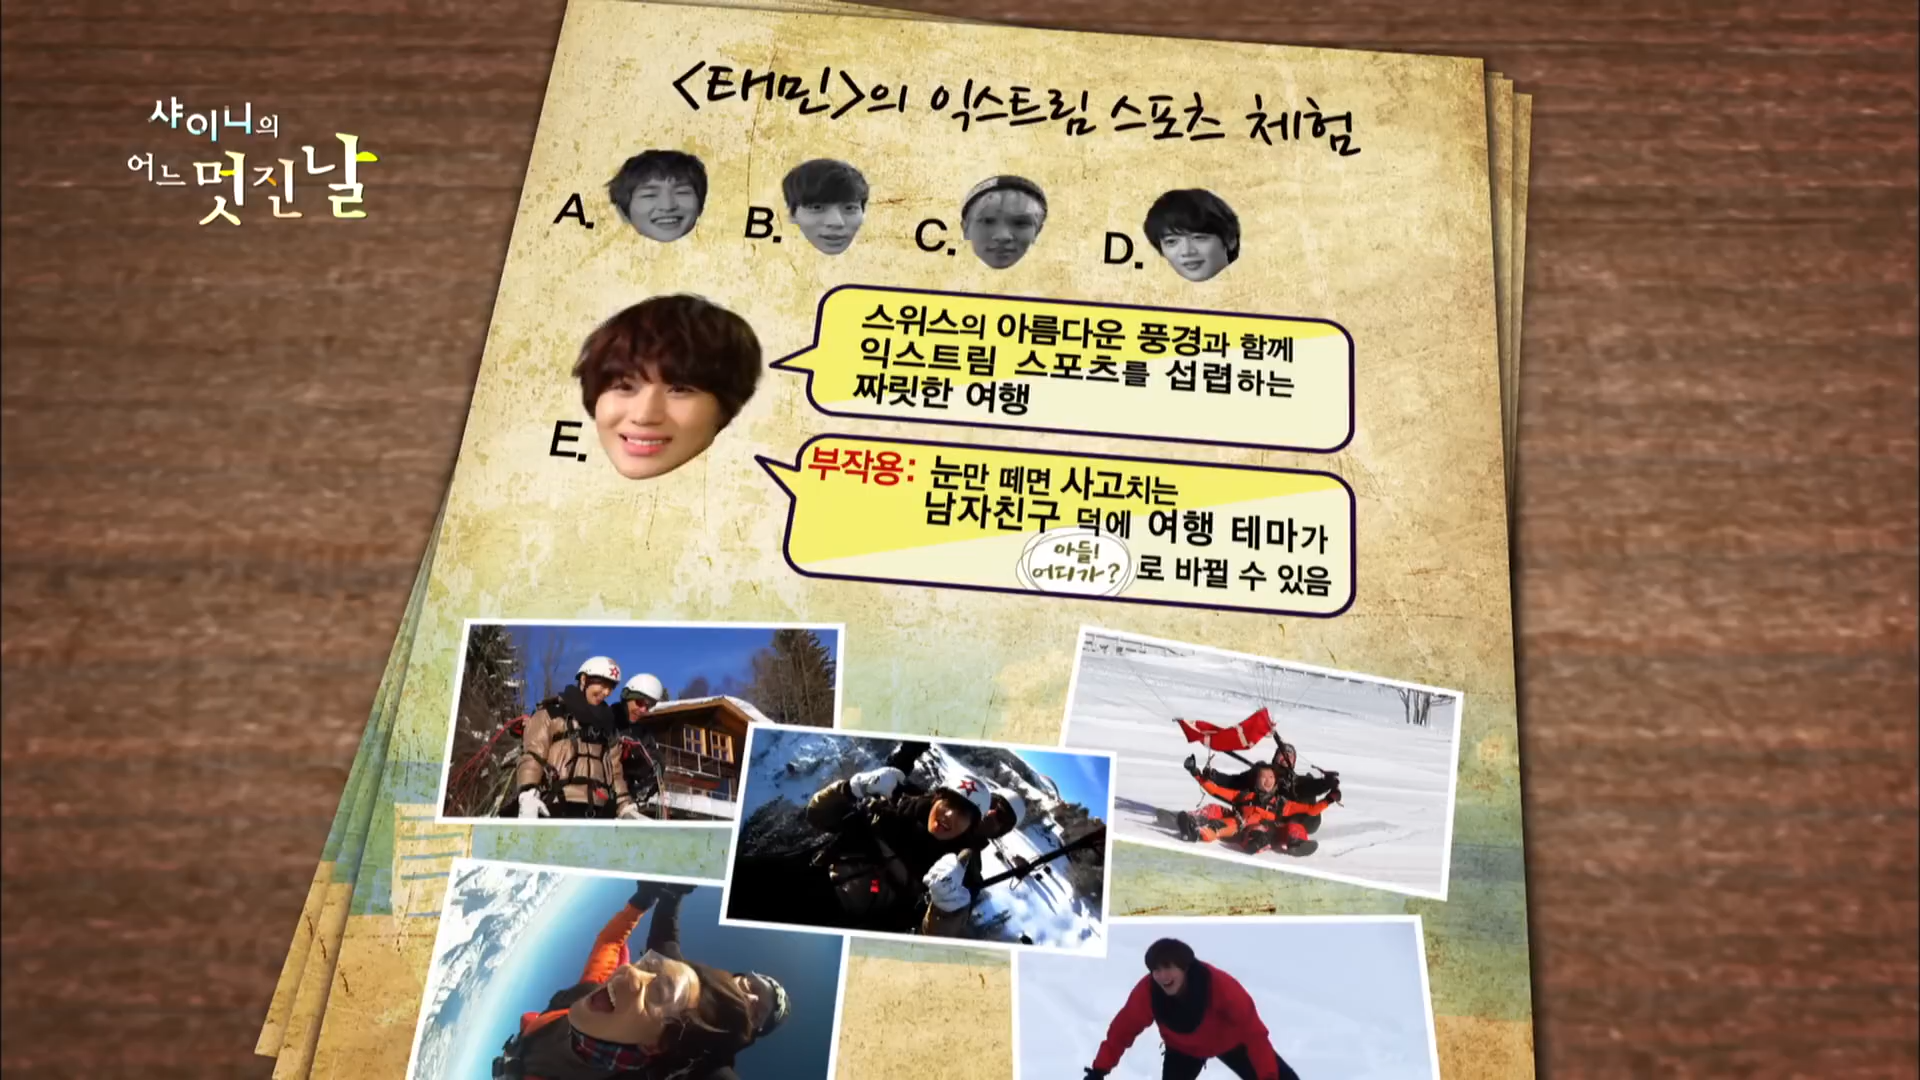 샤이니의
어느 멋진 날
<태민>의 익스트림 스포츠 체험
A.
B.
C.
D.
E.
스위스의 아름다운 풍경과 함께
익스트림 스포츠를 섭렵하는
짜릿한 여행
부작용: 눈만 떼면 사고치는
남자친구 덕에 여행 테마가
아들!
어디가?
로 바뀔 수 있음